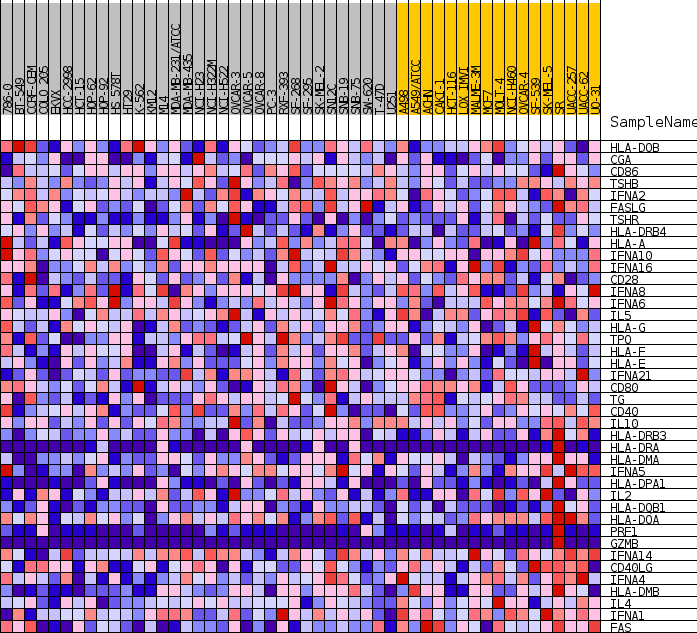 786-0
BT-549
CCRF-CEM
COLO 205
EKVX
HCC-2998
HCT-15
HOP-62
HOP-92
HS 578T
HT29
K-562
KM12
M14
MDA-MB-231/ATCC
MDA-MB-435
NCI-H23
NCI-H322M
NCI-H522
OVCAR-3
OVCAR-5
OVCAR-8
PC-3
RXF-393
SF-268
SF-295
SK-MEL-2
SN12C
SNB-19
SNB-75
SW-620
T-47D
U251
A498
A549/ATCC
ACHN
CAKI-1
HCT-116
LOX IMVI
MALME-3M
MCF7
MOLT-4
NCI-H460
OVCAR-4
SF-539
SK-MEL-5
SR
UACC-257
UACC-62
UO-31
SampleName
HLA-DOB
CGA
CD86
TSHB
IFNA2
FASLG
TSHR
HLA-DRB4
HLA-A
IFNA10
IFNA16
CD28
IFNA8
IFNA6
IL5
HLA-G
TPO
HLA-F
HLA-E
IFNA21
CD80
TG
CD40
IL10
HLA-DRB3
HLA-DRA
HLA-DMA
IFNA5
HLA-DPA1
IL2
HLA-DQB1
HLA-DOA
PRF1
GZMB
IFNA14
CD40LG
IFNA4
HLA-DMB
IL4
IFNA1
FAS